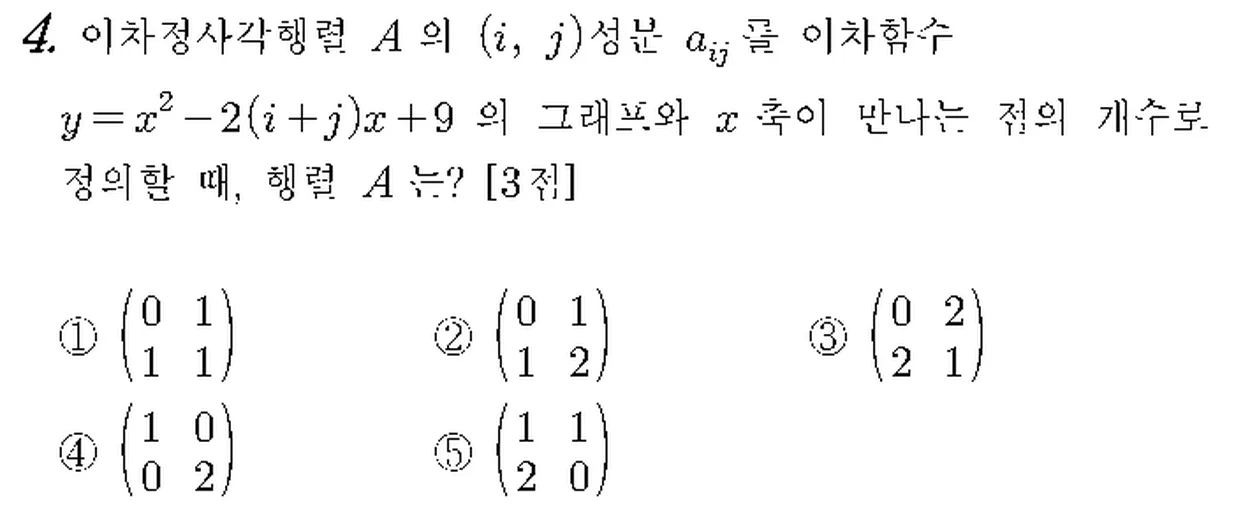 4. 이차정사각행렬 A 의 (i, j)성분 a_{ij} 를 이차함수
y = x² − 2(i + j)x + 9 의 그래프와 x 축이 만나는 점의 개수로
정의할 때, 행렬 A 는? [3점]
① (0 1 ② (0 1 ③ (0 2
1 1) 1 2) 2 1)
④ (1 0 ⑤ (1 1
0 2) 2 0)